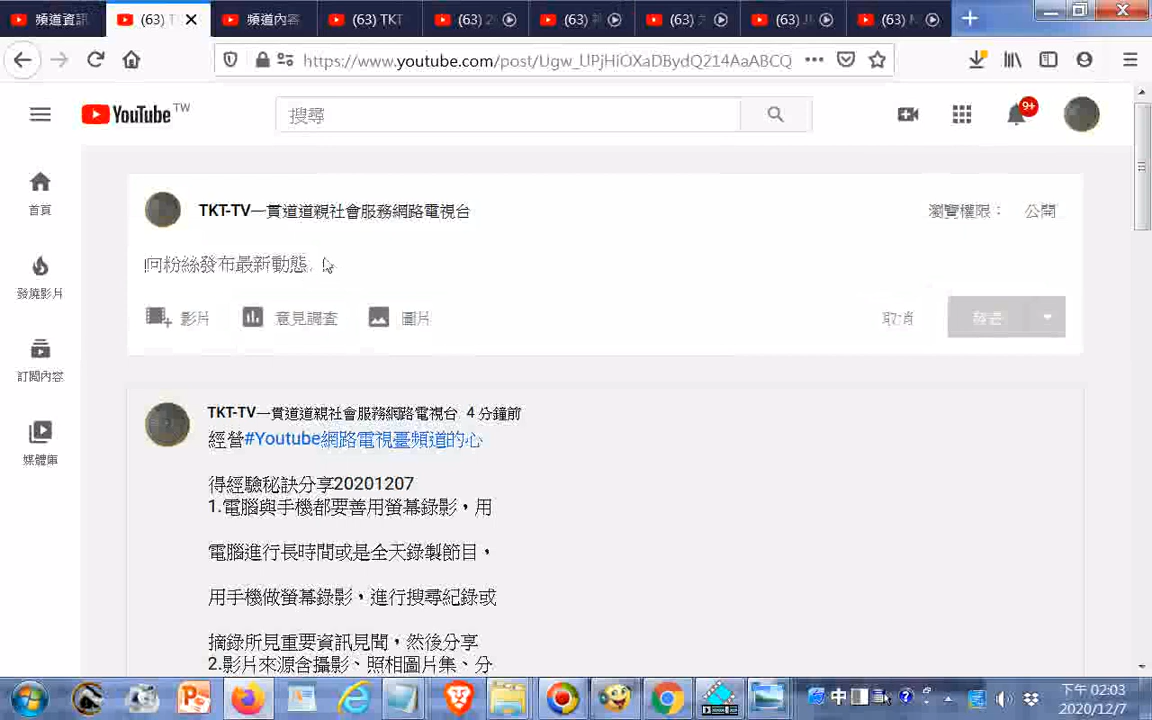 頻道資訊
(63) T
頻道內容
(63) TKT
(63) 2
(63)
(63)
(63)
(63)
https://www.youtube.com/post/Ugw_UPjHiOXaDBydQ214AaABCQ
YouTube TW
搜尋
9+
首頁
發燒影片
訂閱內容
媒體庫
TKT-TV一貫道道親社會服務網路電視台
瀏覽權限： 公開
向粉絲發布最新動態
影片
意見調查
圖片
取消
TKT-TV一貫道道親社會服務網路電視台 4 分鐘前
經營#Youtube網路電視臺頻道的心
得經驗秘訣分享20201207
1.電腦與手機都要善用螢幕錄影，用
電腦進行長時間或是全天錄製節目，
用手機做螢幕錄影，進行搜尋紀錄或
摘錄所見重要資訊見聞，然後分享
2.影片來源含攝影、照相圖片集、分
中
下午 02:03
2020/12/7